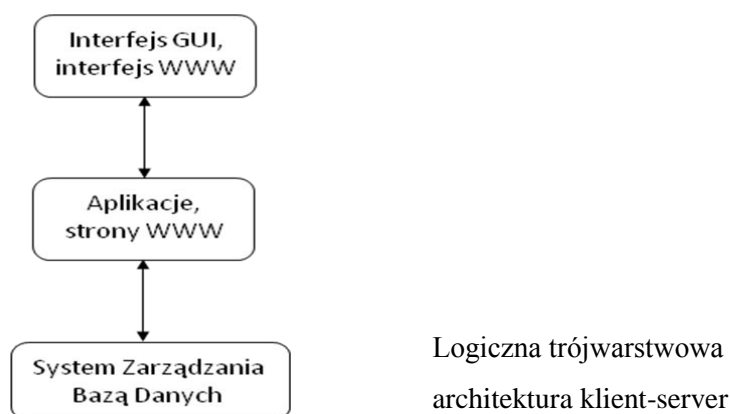 Interfejs GUI,
interfejs WWW
Aplikacje,
strony WWW
System Zarządzania
Bazą Danych
Logiczna trójwarstwowa
architektura klient-server